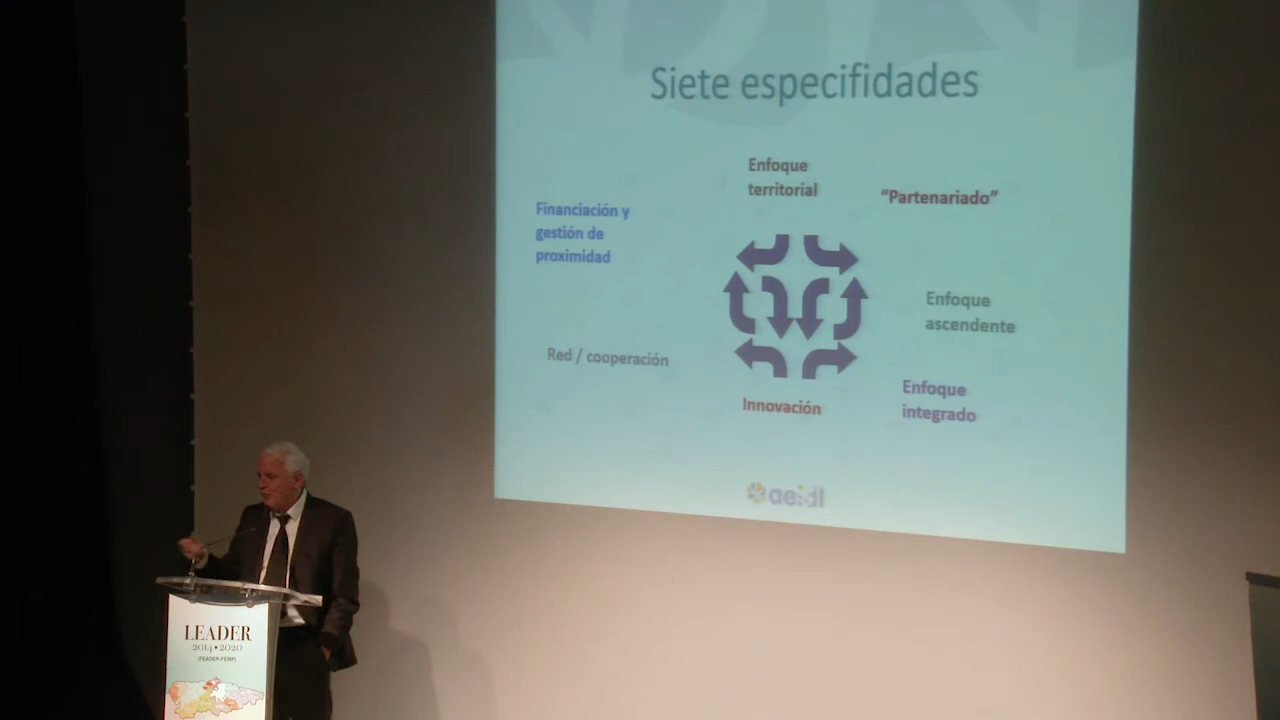 Siete especifidades
Enfoque
territorial
“Partenariado”
Financiación y
gestión de
proximidad
Enfoque
ascendente
Red / cooperación
Enfoque
integrado
Innovación
aeidl
LEADER
2014•2020
(FEADER-FEMP)